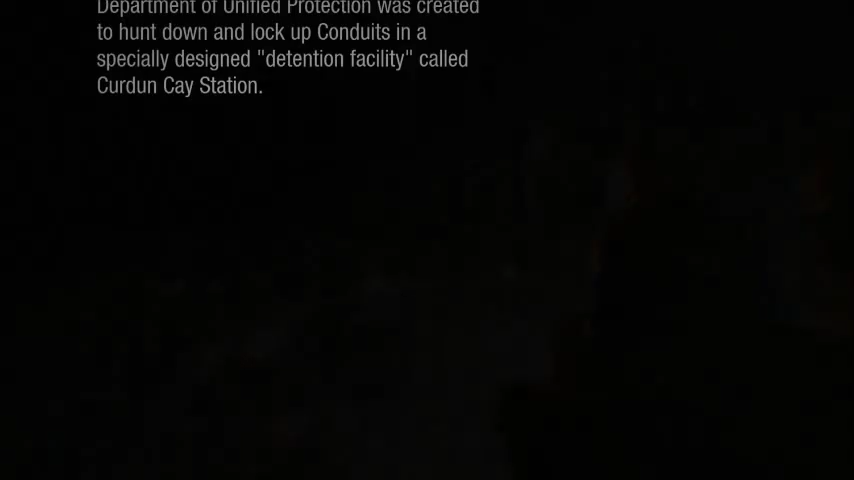 Department of Unified Protection was created
to hunt down and lock up Conduits in a
specially designed "detention facility" called
Curdun Cay Station.